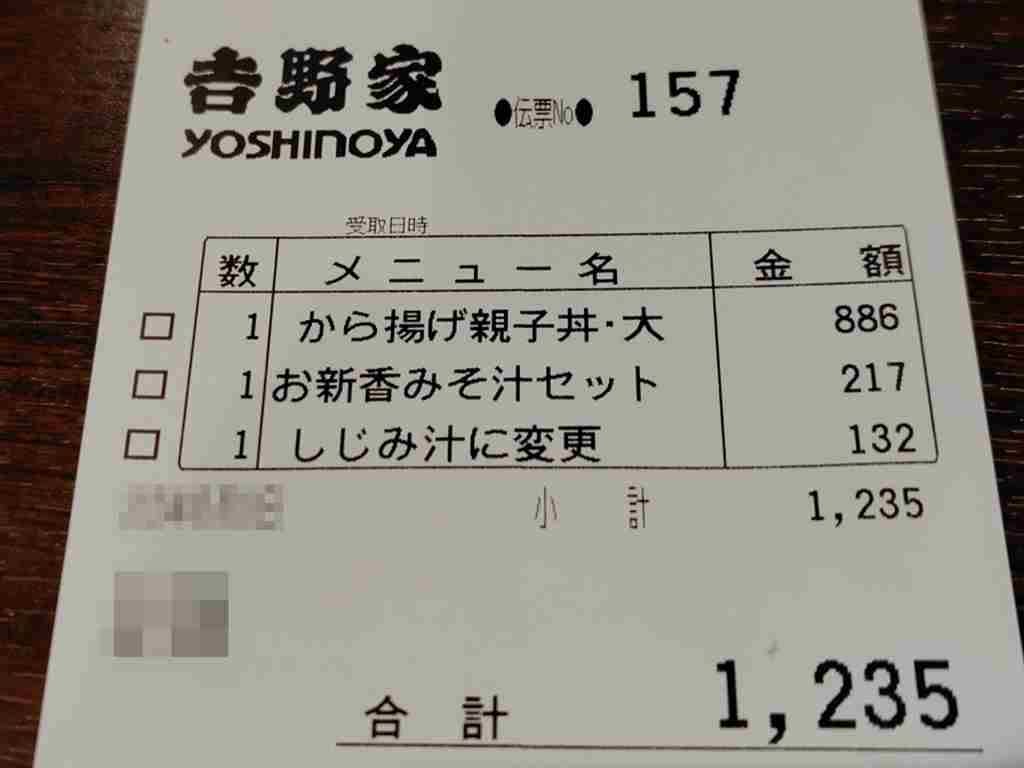 吉野家
YOSHINOYA
●伝票No● 157
受取日時
数 メニュー名 金額
1 から揚げ親子丼・大 886
1 お新香みそ汁セット 217
1 しじみ汁に変更 132
小計 1,235
合計 1,235